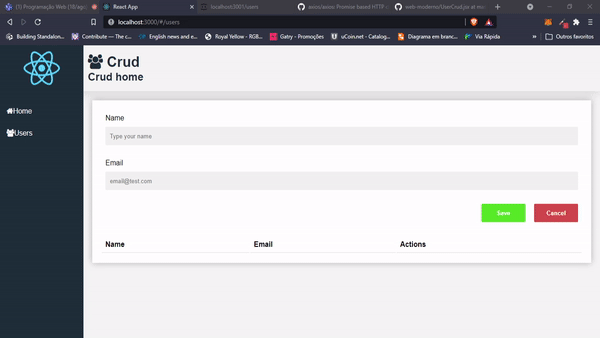 (1) Programação Web (18/ago
React App
localhost:3001/users
axios/axios: Promise based HTTP c
web-moderno/UserCrud.jsx at mas
localhost:3000/#/users
Building Standalon...
Contribute — The c...
English news and e...
Royal Yellow - RGB...
Gatry - Promoções
uCoin.net - Catalog...
Diagrama em branc...
Via Rápida
»
Outros favoritos
Crud
Crud home
Home
Users
Name
Type your name
Email
email@test.com
Save
Cancel
Name Email Actions